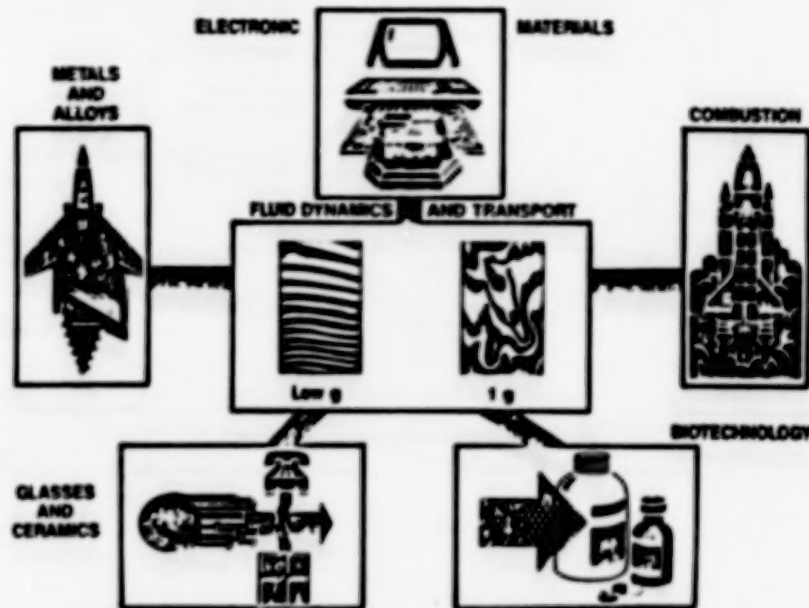 ELECTRONIC MATERIALS
METALS
AND
ALLOYS
COMBUSTION
FLUID DYNAMICS AND TRANSPORT
Low g
1 g
BIOTECHNOLOGY
GLASSES
AND
CERAMICS